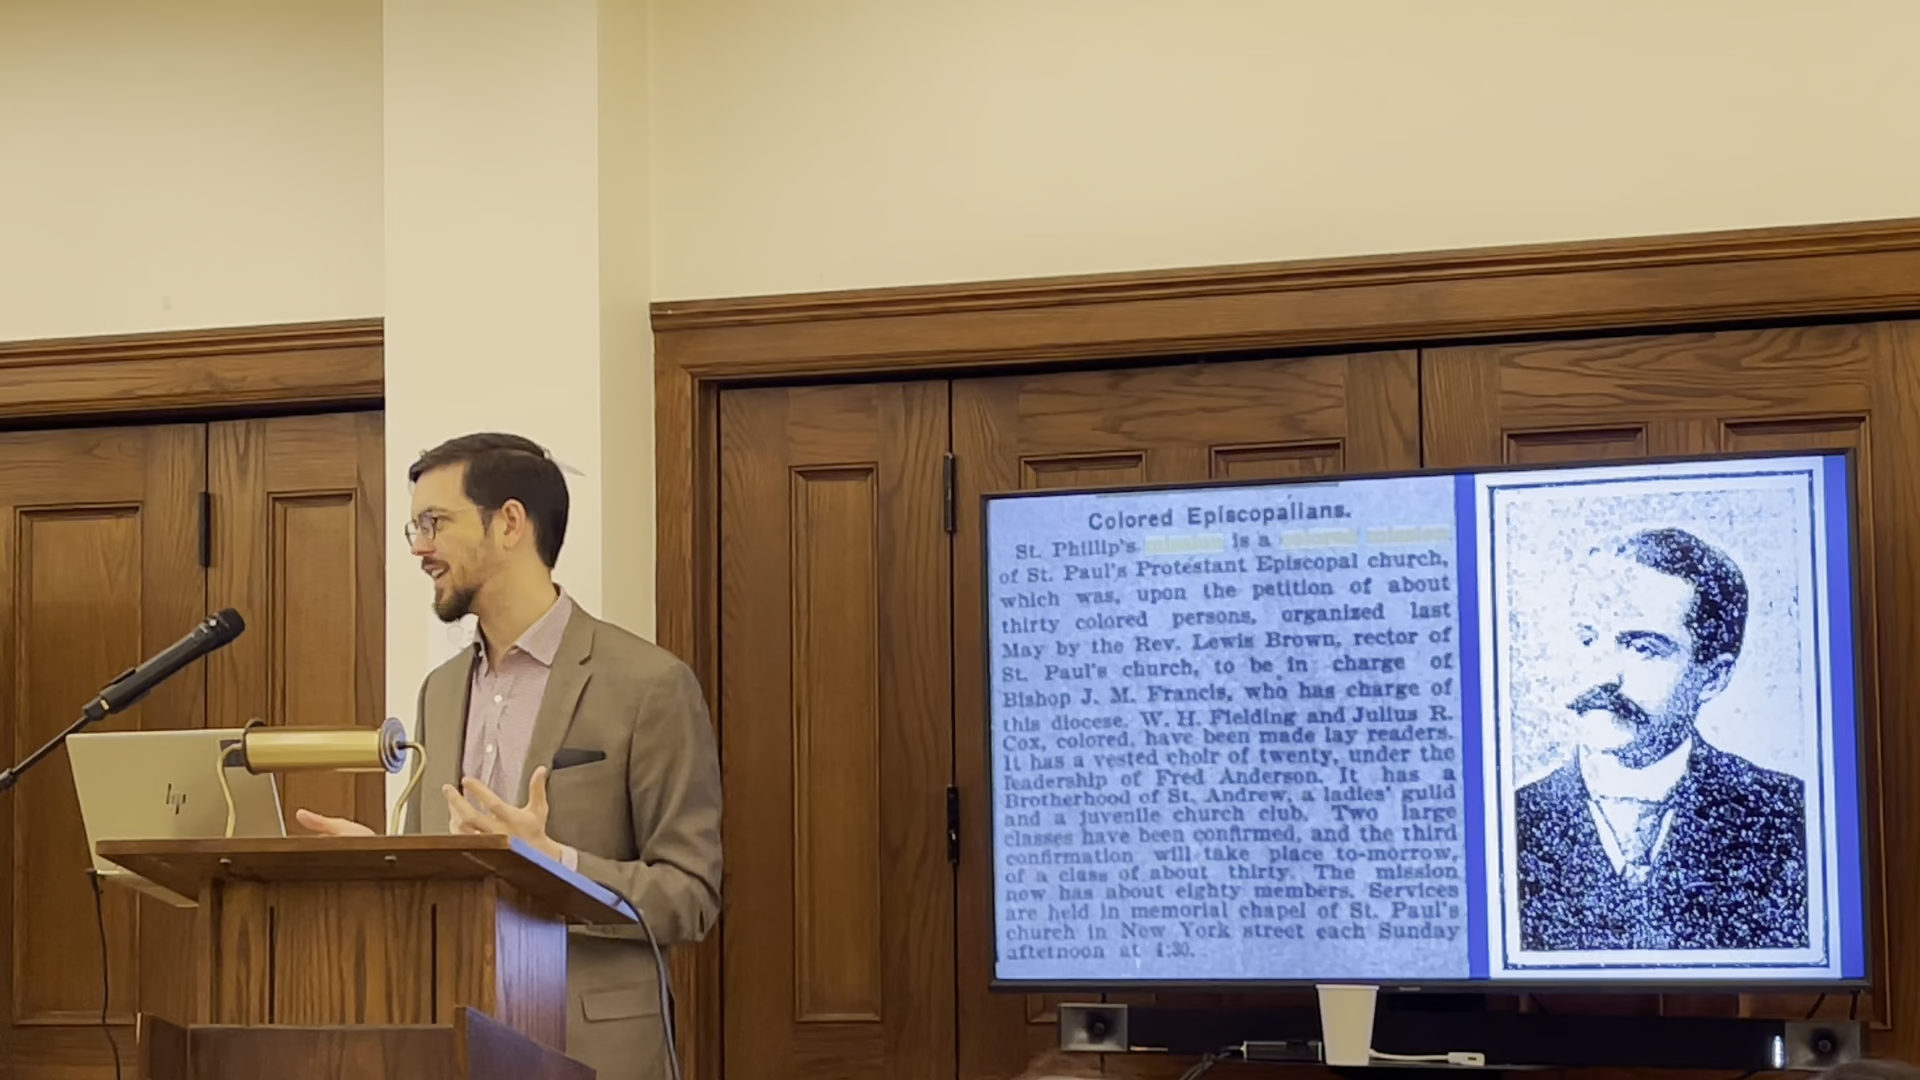 hp
Colored Episcopalians.
St. Phillip's mission is a colored mission
of St. Paul's Protestant Episcopal church,
which was, upon the petition of about
thirty colored persons, organized last
May by the Rev. Lewis Brown, rector of
St. Paul's church, to be in charge of
Bishop J. M. Francis, who has charge of
this diocese. W. H. Fielding and Julius R.
Cox, colored, have been made lay readers.
It has a vested choir of twenty, under the
leadership of Fred Anderson. It has a
Brotherhood of St. Andrew, a ladies' guild
and a juvenile church club. Two large
classes have been confirmed, and the third
confirmation will take place to-morrow,
of a class of about thirty. The mission
now has about eighty members. Services
are held in memorial chapel of St. Paul's
church in New York street each Sunday
afternoon at 4:30.